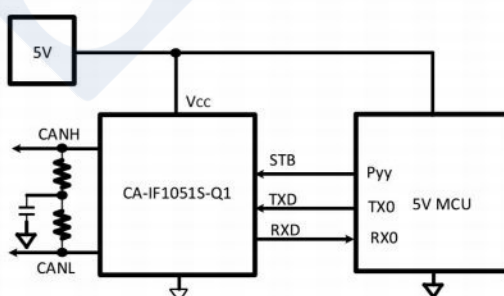 5V
Vcc
CANH
CANL
CA-IF1051S-Q1
STB
TXD
RXD
Pyy
TX0
RX0
5V MCU